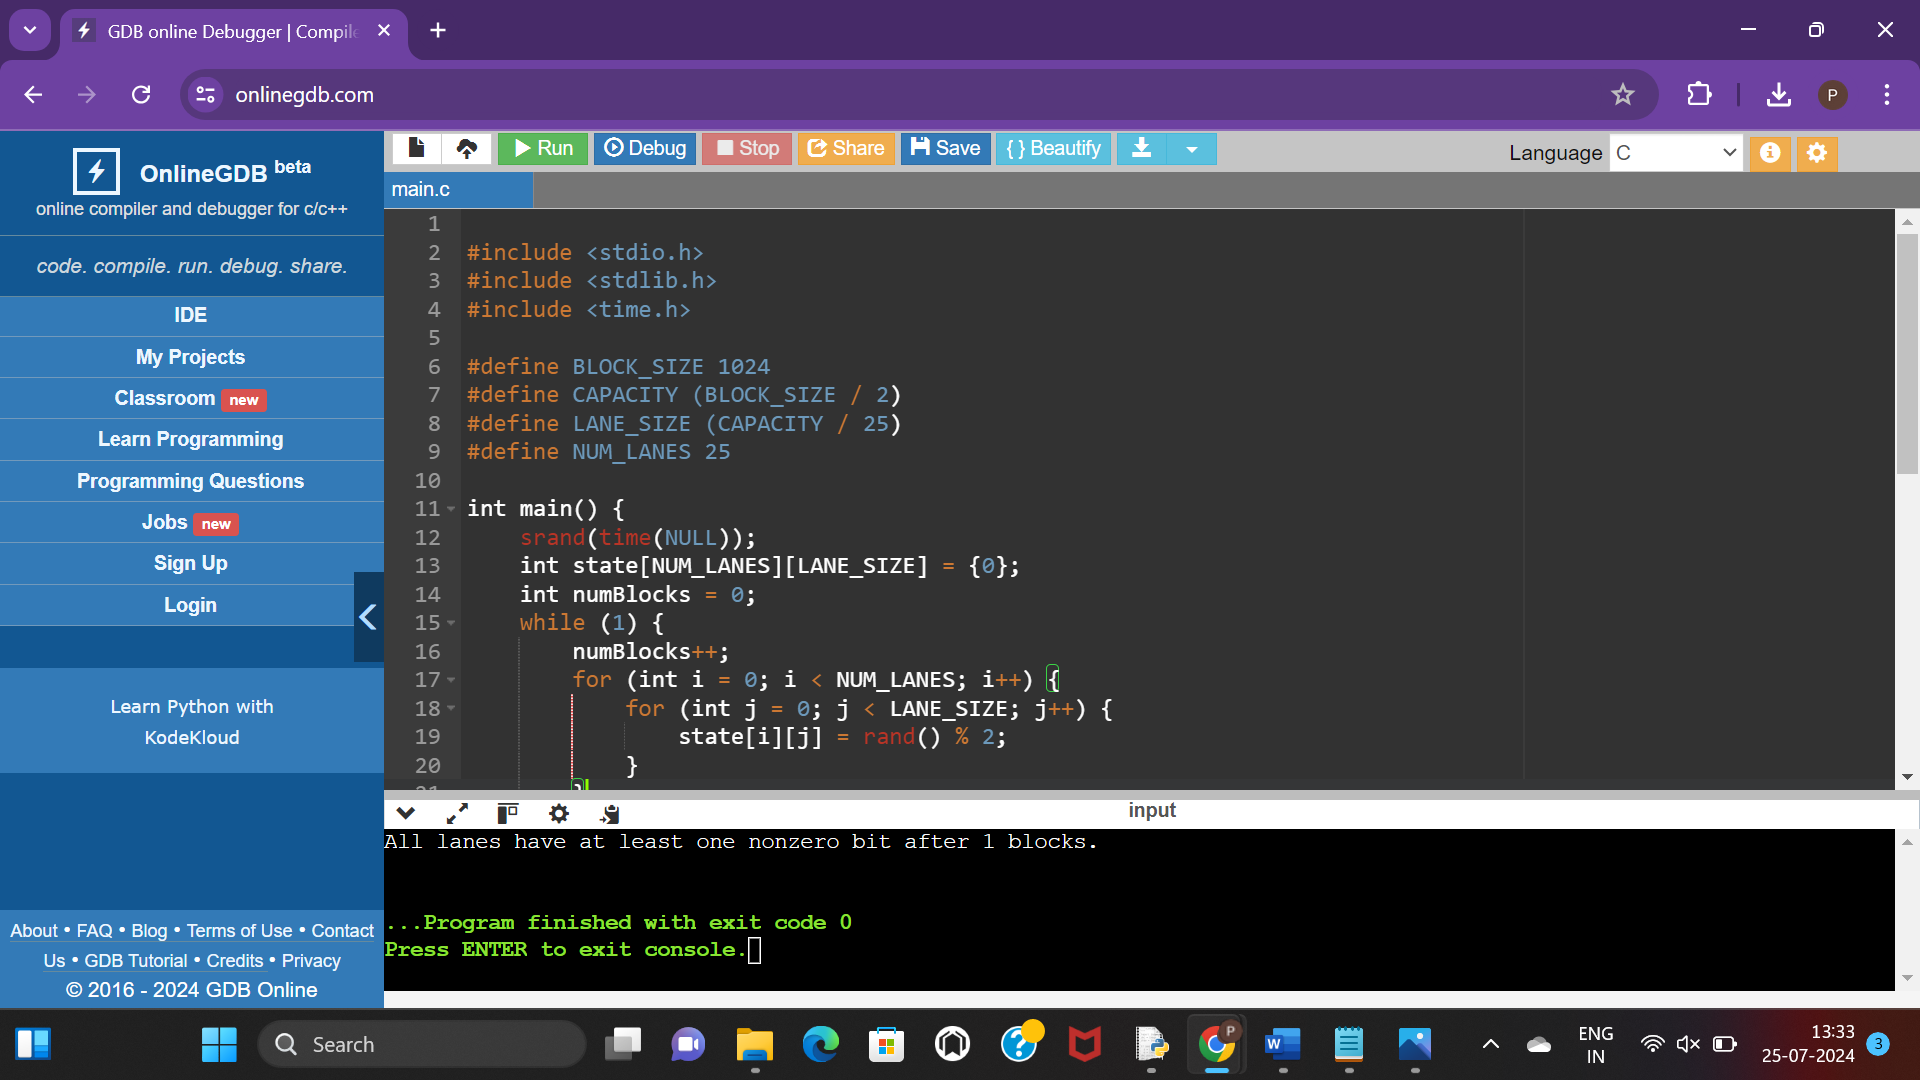 GDB online Debugger | Compile
onlinegdb.com
P
OnlineGDB beta
online compiler and debugger for c/c++
code. compile. run. debug. share.
IDE
My Projects
Classroom new
Learn Programming
Programming Questions
Jobs new
Sign Up
Login
Learn Python with
KodeKloud
About • FAQ • Blog • Terms of Use • Contact
Us • GDB Tutorial • Credits • Privacy
© 2016 - 2024 GDB Online
Run Debug Stop Share Save { } Beautify
Language C
main.c
1
2 #include <stdio.h>
3 #include <stdlib.h>
4 #include <time.h>
5
6 #define BLOCK_SIZE 1024
7 #define CAPACITY (BLOCK_SIZE / 2)
8 #define LANE_SIZE (CAPACITY / 25)
9 #define NUM_LANES 25
10
11 int main() {
12 srand(time(NULL));
13 int state[NUM_LANES][LANE_SIZE] = {0};
14 int numBlocks = 0;
15 while (1) {
16 numBlocks++;
17 for (int i = 0; i < NUM_LANES; i++) {
18 for (int j = 0; j < LANE_SIZE; j++) {
19 state[i][j] = rand() % 2;
20 }
input
All lanes have at least one nonzero bit after 1 blocks.
...Program finished with exit code 0
Press ENTER to exit console.
Search
P
W
ENG
IN
13:33
25-07-2024
3